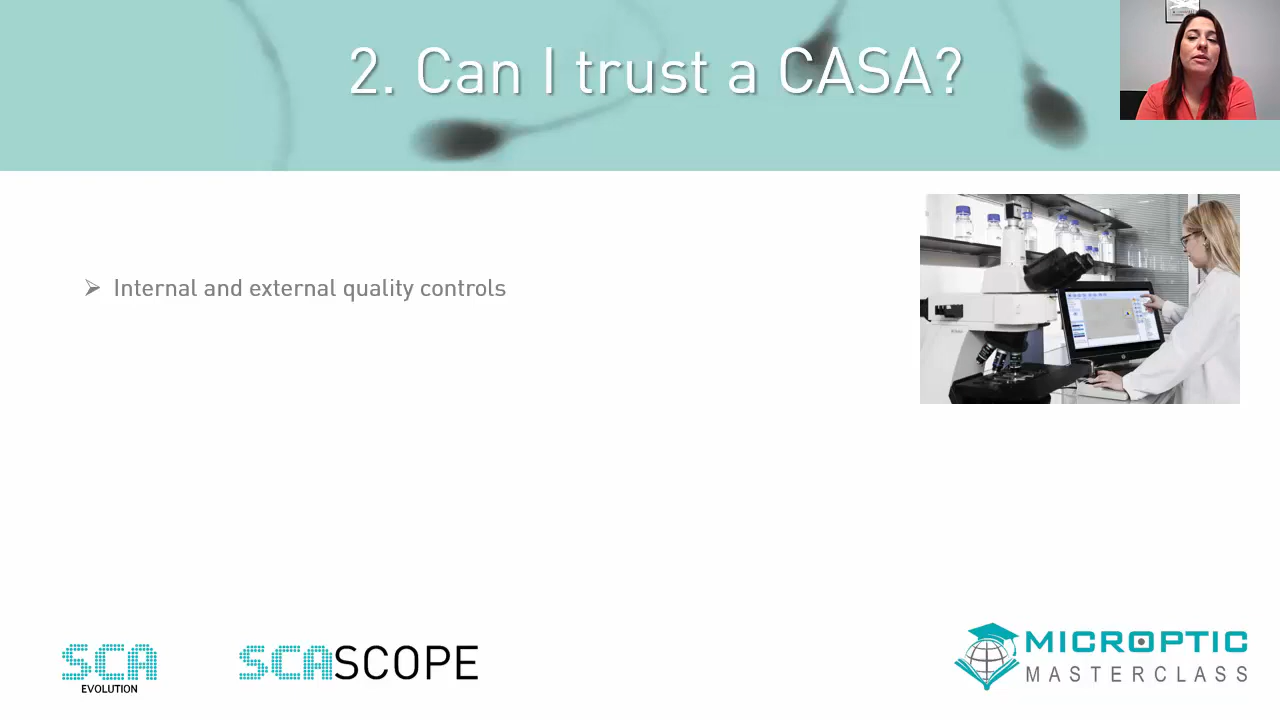 2. Can I trust a CASA?
➢ Internal and external quality controls
SCA
EVOLUTION
SCASCOPE
MICROPTIC
MASTERCLASS